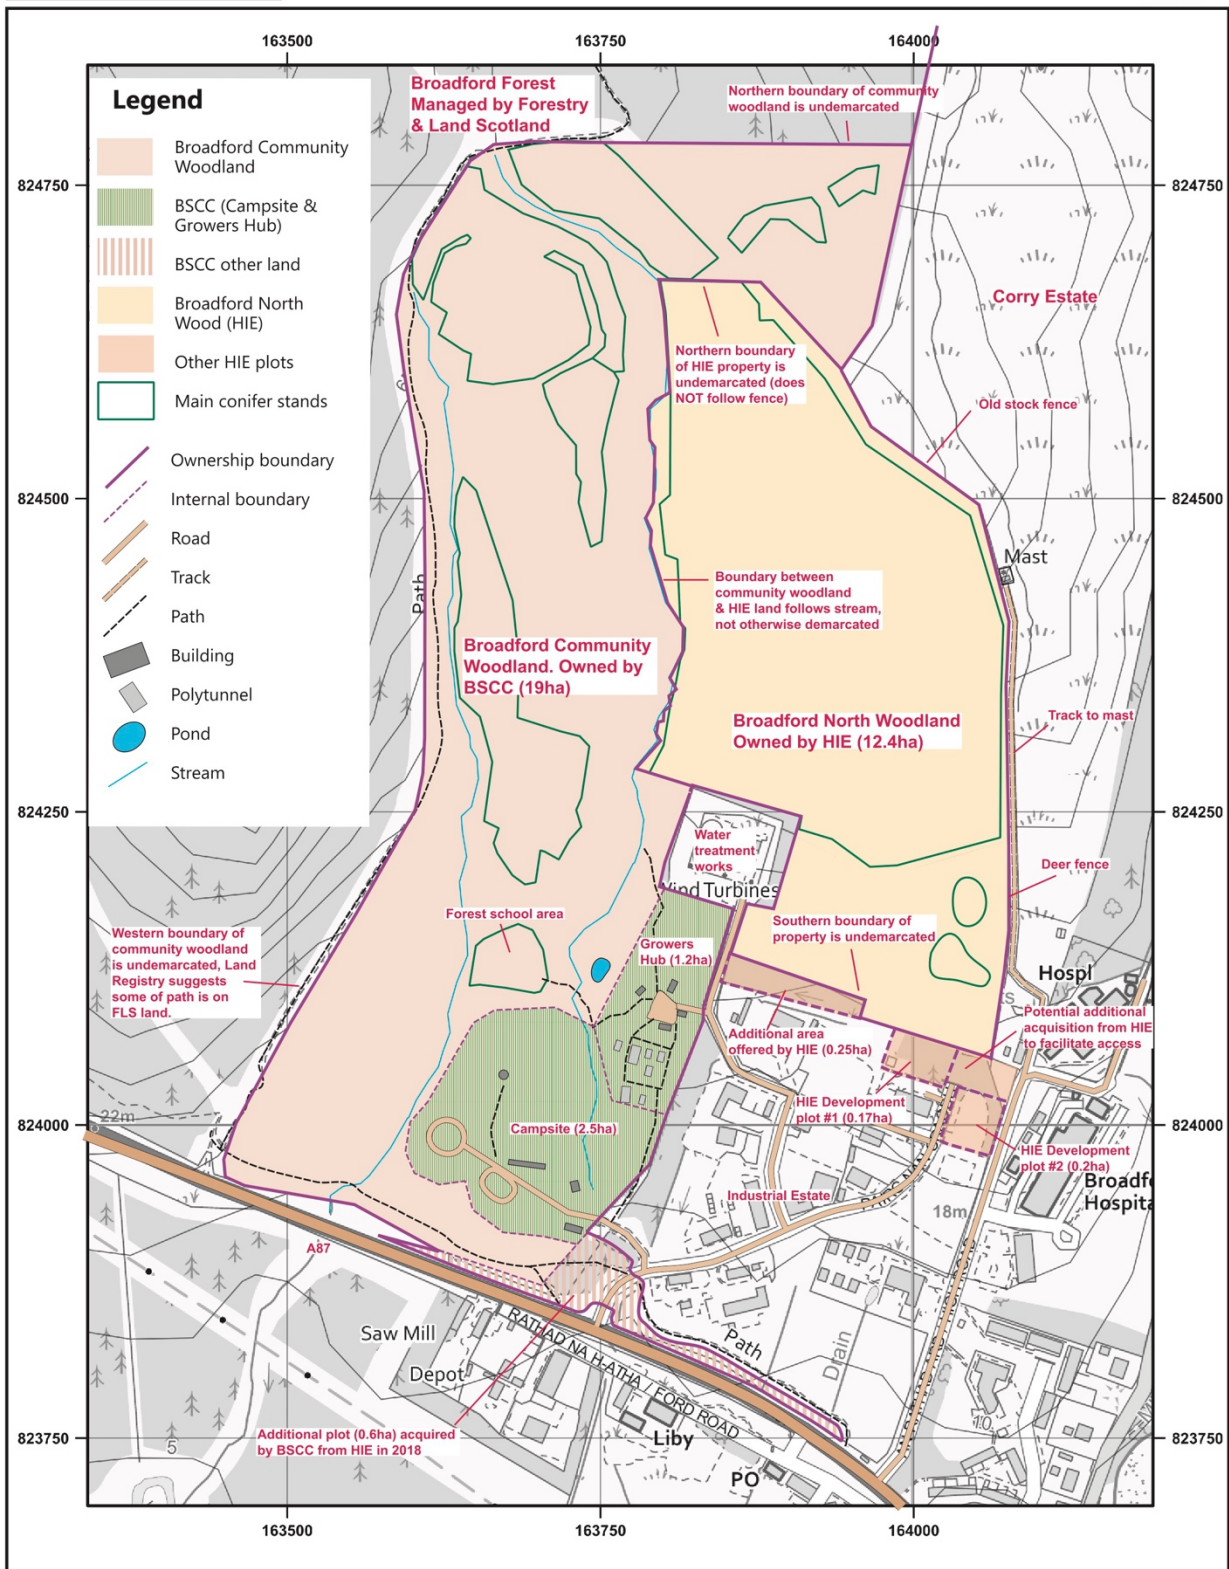 163500
163750
164000
Legend
Broadford Community
Woodland
BSCC (Campsite &
Growers Hub)
BSCC other land
Broadford North
Wood (HIE)
Other HIE plots
Main conifer stands
Ownership boundary
Internal boundary
Road
Track
Path
Building
Polytunnel
Pond
Stream
Broadford Forest
Managed by Forestry
& Land Scotland
Northern boundary of community
woodland is undemarcated
824750
824750
Corry Estate
Northern boundary
of HIE property is
undemarcated (does
NOT follow fence)
Old stock fence
824500
824500
Mast
Path
Boundary between
community woodland
& HIE land follows stream,
not otherwise demarcated
Broadford Community
Woodland. Owned by
BSCC (19ha)
Broadford North Woodland
Owned by HIE (12.4ha)
Track to mast
824250
824250
Water
treatment
works
Wind Turbines
Deer fence
Forest school area
Southern boundary of
property is undemarcated
Western boundary of
community woodland
is undemarcated, Land
Registry suggests
some of path is on
FLS land.
Growers
Hub (1.2ha)
Hospl
Potential additional
acquisition from HIE
to facilitate access
Additional area
offered by HIE (0.25ha)
HIE Development
plot #1 (0.17ha)
22m
824000
824000
Campsite (2.5ha)
HIE Development
plot #2 (0.2ha)
Broadfo
Hospita
Industrial Estate
18m
A87
Saw Mill
Depot
RATHAD NA H-ATHA / FORD ROAD
Path
Drain
Additional plot (0.6ha) acquired
by BSCC from HIE in 2018
5
10
Liby
PO
823750
823750
163500
163750
164000